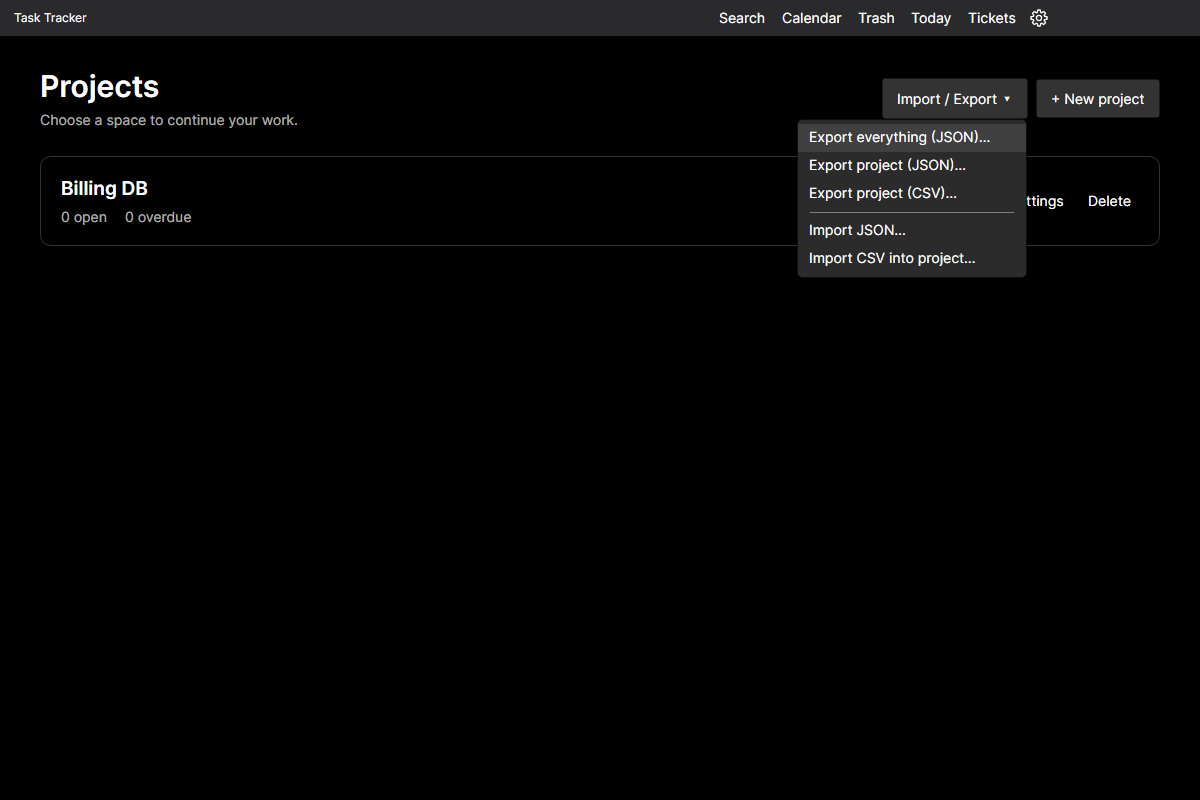 Task Tracker
Search Calendar Trash Today Tickets
Projects
Choose a space to continue your work.
Import / Export ▾
+ New project
Export everything (JSON)...
Export project (JSON)...
Export project (CSV)...
Import JSON...
Import CSV into project...
Billing DB
0 open 0 overdue
ttings
Delete